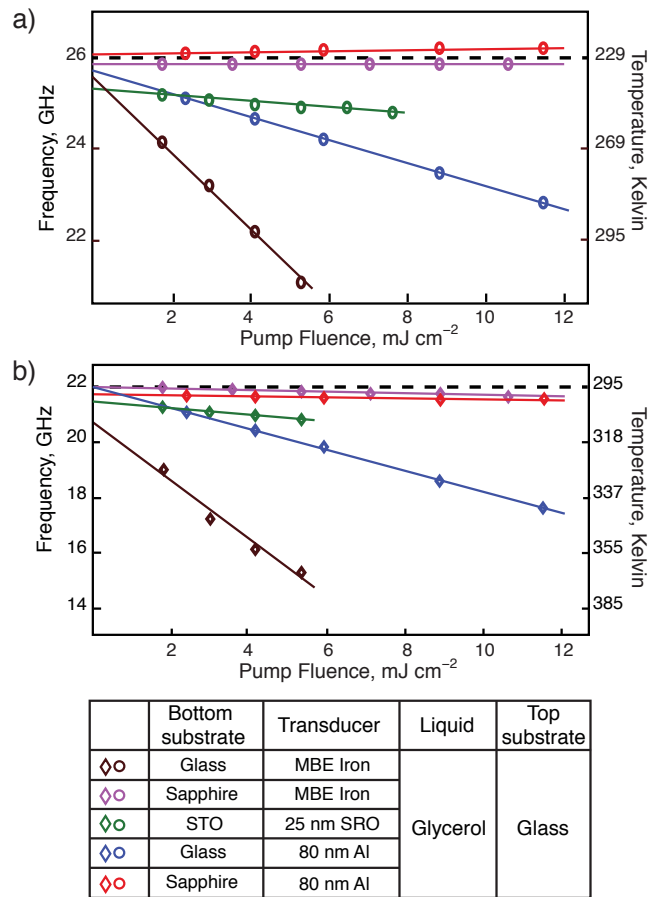 a)
26
24
22
Frequency, GHz
229
269
295
Temperature, Kelvin
2 4 6 8 10 12
Pump Fluence, mJ cm⁻²
b)
22
20
18
16
14
Frequency, GHz
295
318
337
355
385
Temperature, Kelvin
2 4 6 8 10 12
Pump Fluence, mJ cm⁻²
Bottom substrate Transducer Liquid Top substrate
Glass MBE Iron
Sapphire MBE Iron
STO 25 nm SRO Glycerol Glass
Glass 80 nm Al
Sapphire 80 nm Al